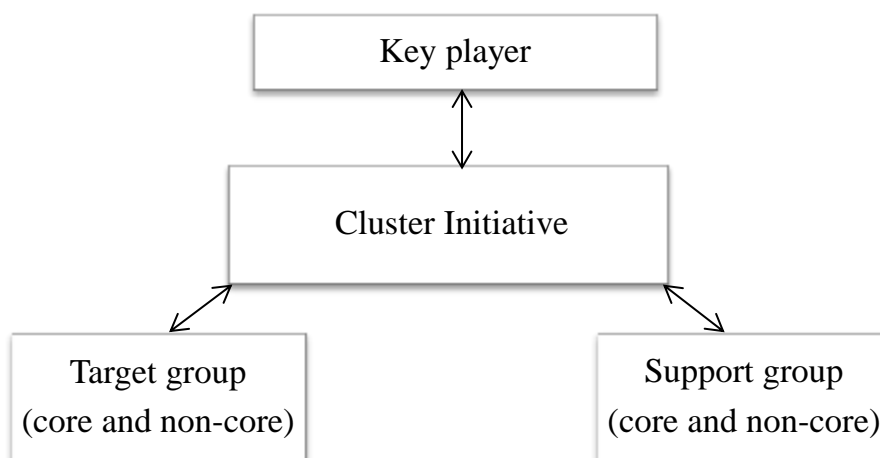 Key player
Cluster Initiative
Target group
(core and non-core)
Support group
(core and non-core)